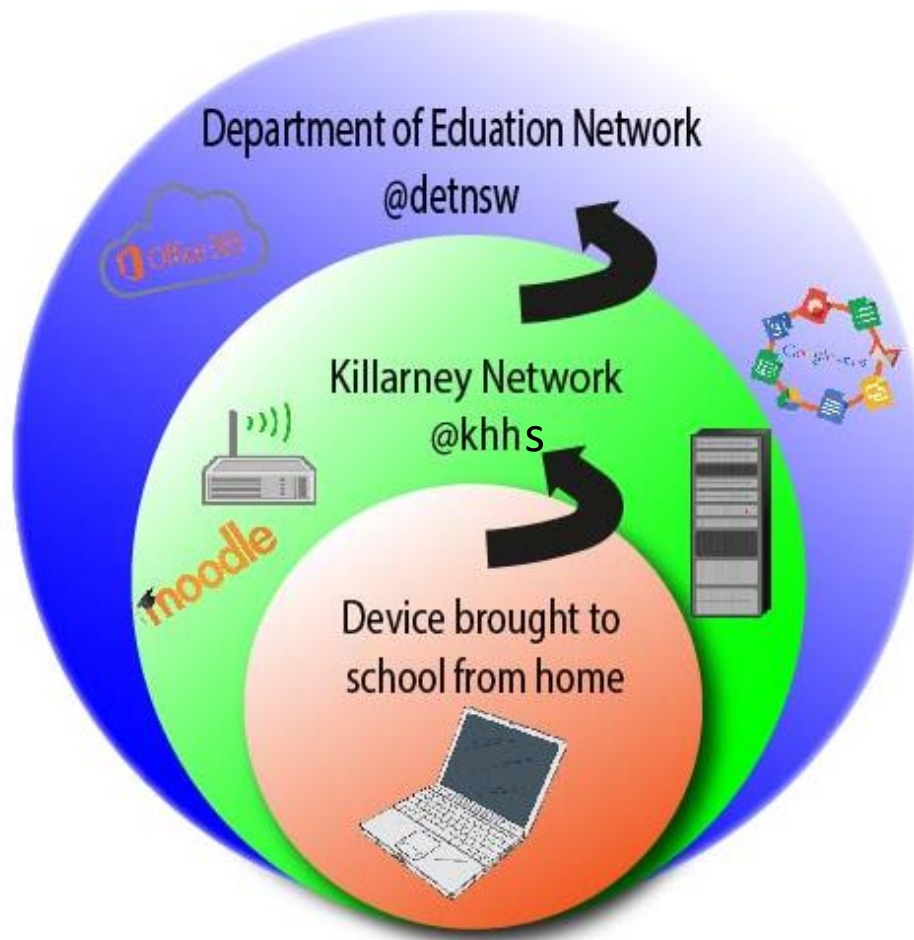 Department of Eduation Network
@detnsw
Office 365
Killarney Network
@khhs
moodle
Device brought to
school from home